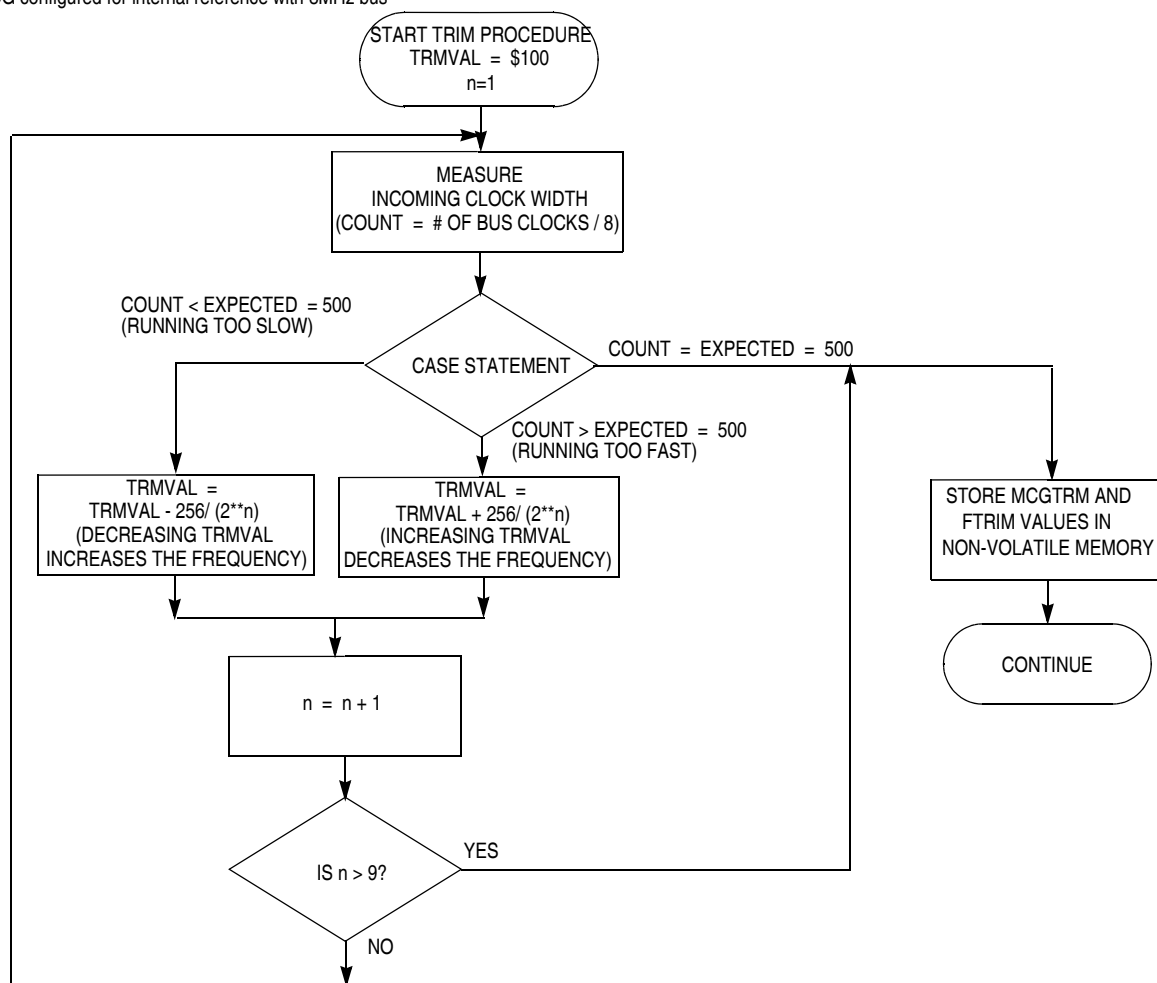 configured for internal reference with 8MHz bus
START TRIM PROCEDURE
TRMVAL = $100
n=1
MEASURE
INCOMING CLOCK WIDTH
(COUNT = # OF BUS CLOCKS / 8)
COUNT < EXPECTED = 500
(RUNNING TOO SLOW)
CASE STATEMENT
COUNT = EXPECTED = 500
COUNT > EXPECTED = 500
(RUNNING TOO FAST)
TRMVAL =
TRMVAL - 256/ (2**n)
(DECREASING TRMVAL
INCREASES THE FREQUENCY)
TRMVAL =
TRMVAL + 256/ (2**n)
(INCREASING TRMVAL
DECREASES THE FREQUENCY)
STORE MCGTRM AND
FTRIM VALUES IN
NON-VOLATILE MEMORY
CONTINUE
n = n + 1
IS n > 9?
YES
NO